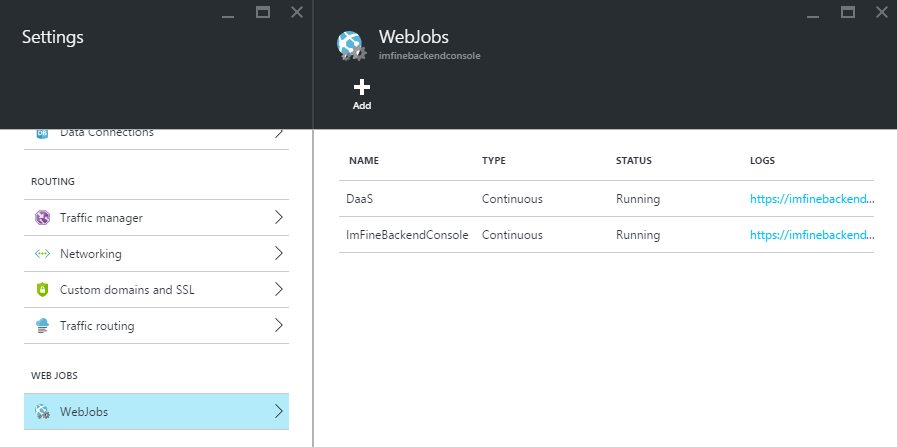 Settings
Data Connections
ROUTING
Traffic manager
Networking
Custom domains and SSL
Traffic routing
WEB JOBS
WebJobs
WebJobs
imfinebackendconsole
Add
NAME TYPE STATUS LOGS
DaaS Continuous Running https://imfinebackend...
ImFineBackendConsole Continuous Running https://imfinebackend...